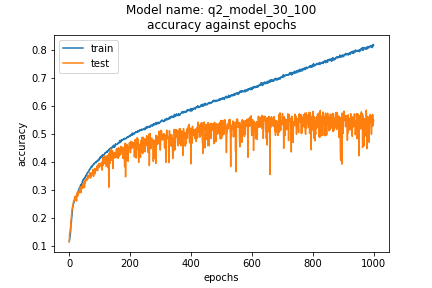 Model name: q2_model_30_100
accuracy against epochs
train
test
accuracy
0.8
0.7
0.6
0.5
0.4
0.3
0.2
0.1
0
200
400
600
800
1000
epochs